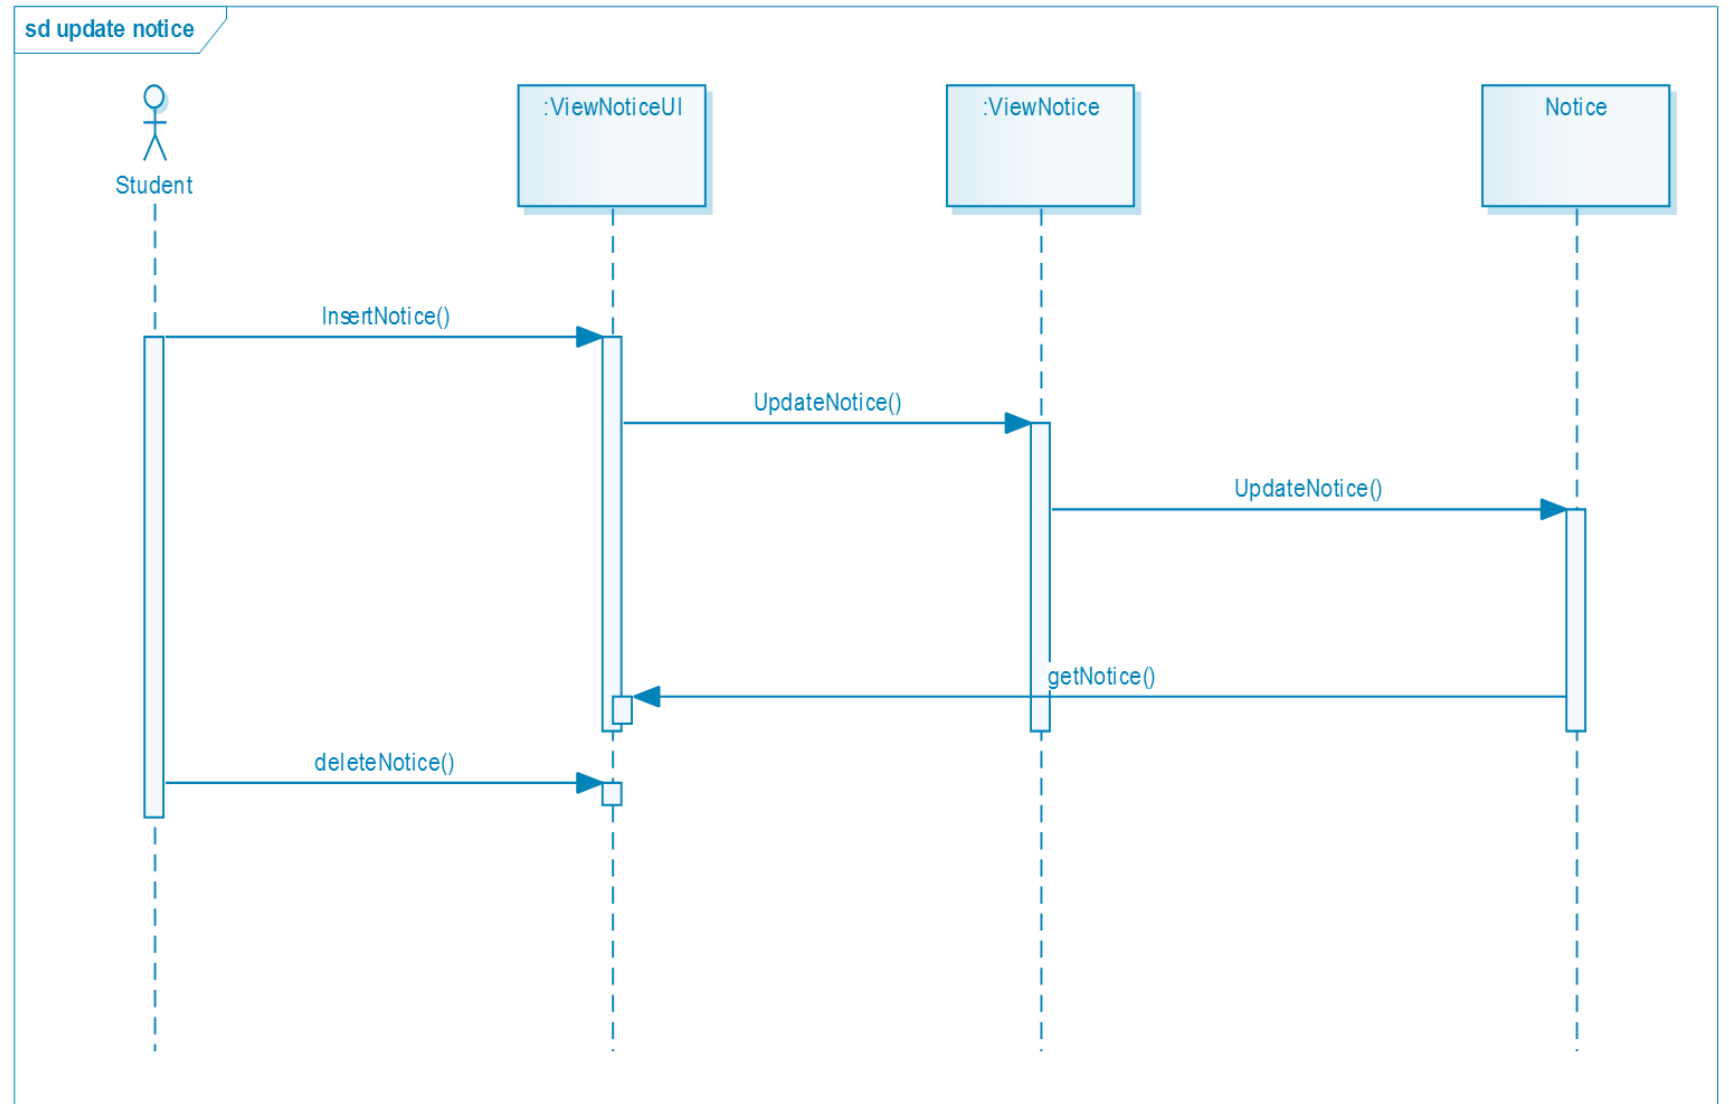 sd update notice
:ViewNoticeUI
:ViewNotice
Notice
Student
InsertNotice()
UpdateNotice()
UpdateNotice()
getNotice()
deleteNotice()